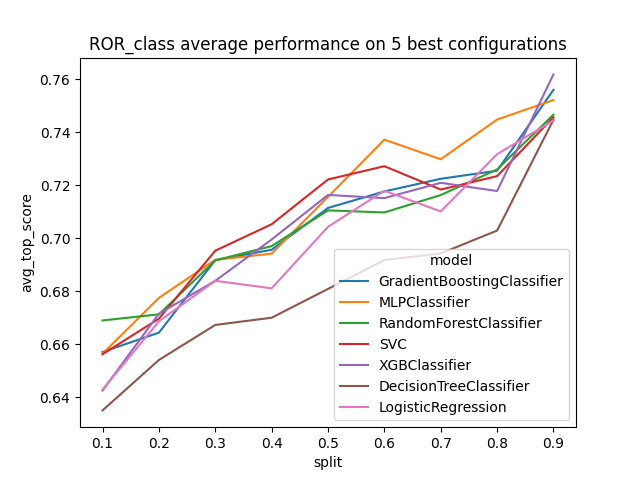 ROR_class average performance on 5 best configurations
avg_top_score
0.76
0.74
0.72
0.70
0.68
0.66
0.64
model
GradientBoostingClassifier
MLPClassifier
RandomForestClassifier
SVC
XGBClassifier
DecisionTreeClassifier
LogisticRegression
0.1 0.2 0.3 0.4 0.5 0.6 0.7 0.8 0.9
split